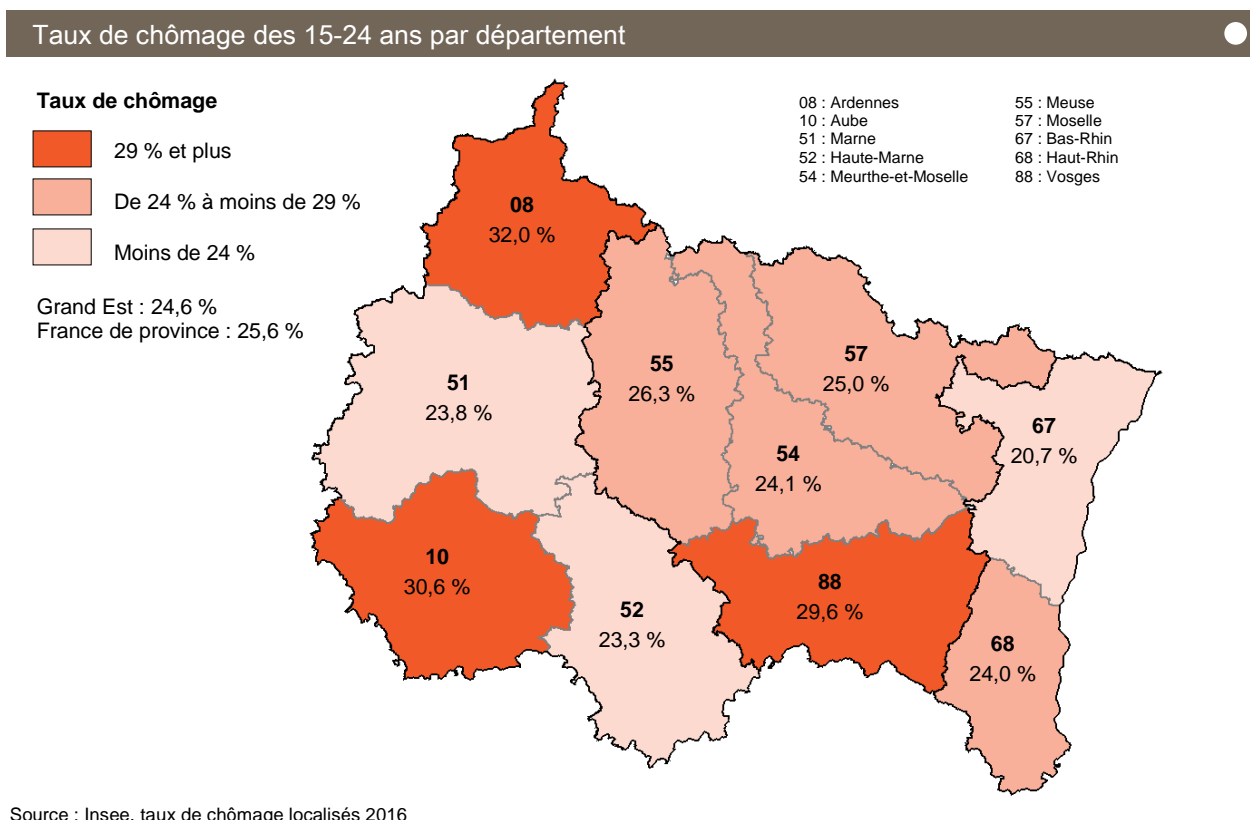 Taux de chômage des 15-24 ans par département
Taux de chômage
29 % et plus
De 24 % à moins de 29 %
Moins de 24 %
Grand Est : 24,6 %
France de province : 25,6 %
08 : Ardennes
10 : Aube
51 : Marne
52 : Haute-Marne
54 : Meurthe-et-Moselle
55 : Meuse
57 : Moselle
67 : Bas-Rhin
68 : Haut-Rhin
88 : Vosges
08
32,0 %
51
23,8 %
55
26,3 %
57
25,0 %
67
20,7 %
54
24,1 %
10
30,6 %
52
23,3 %
88
29,6 %
68
24,0 %
Source : Insee, taux de chômage localisés 2016